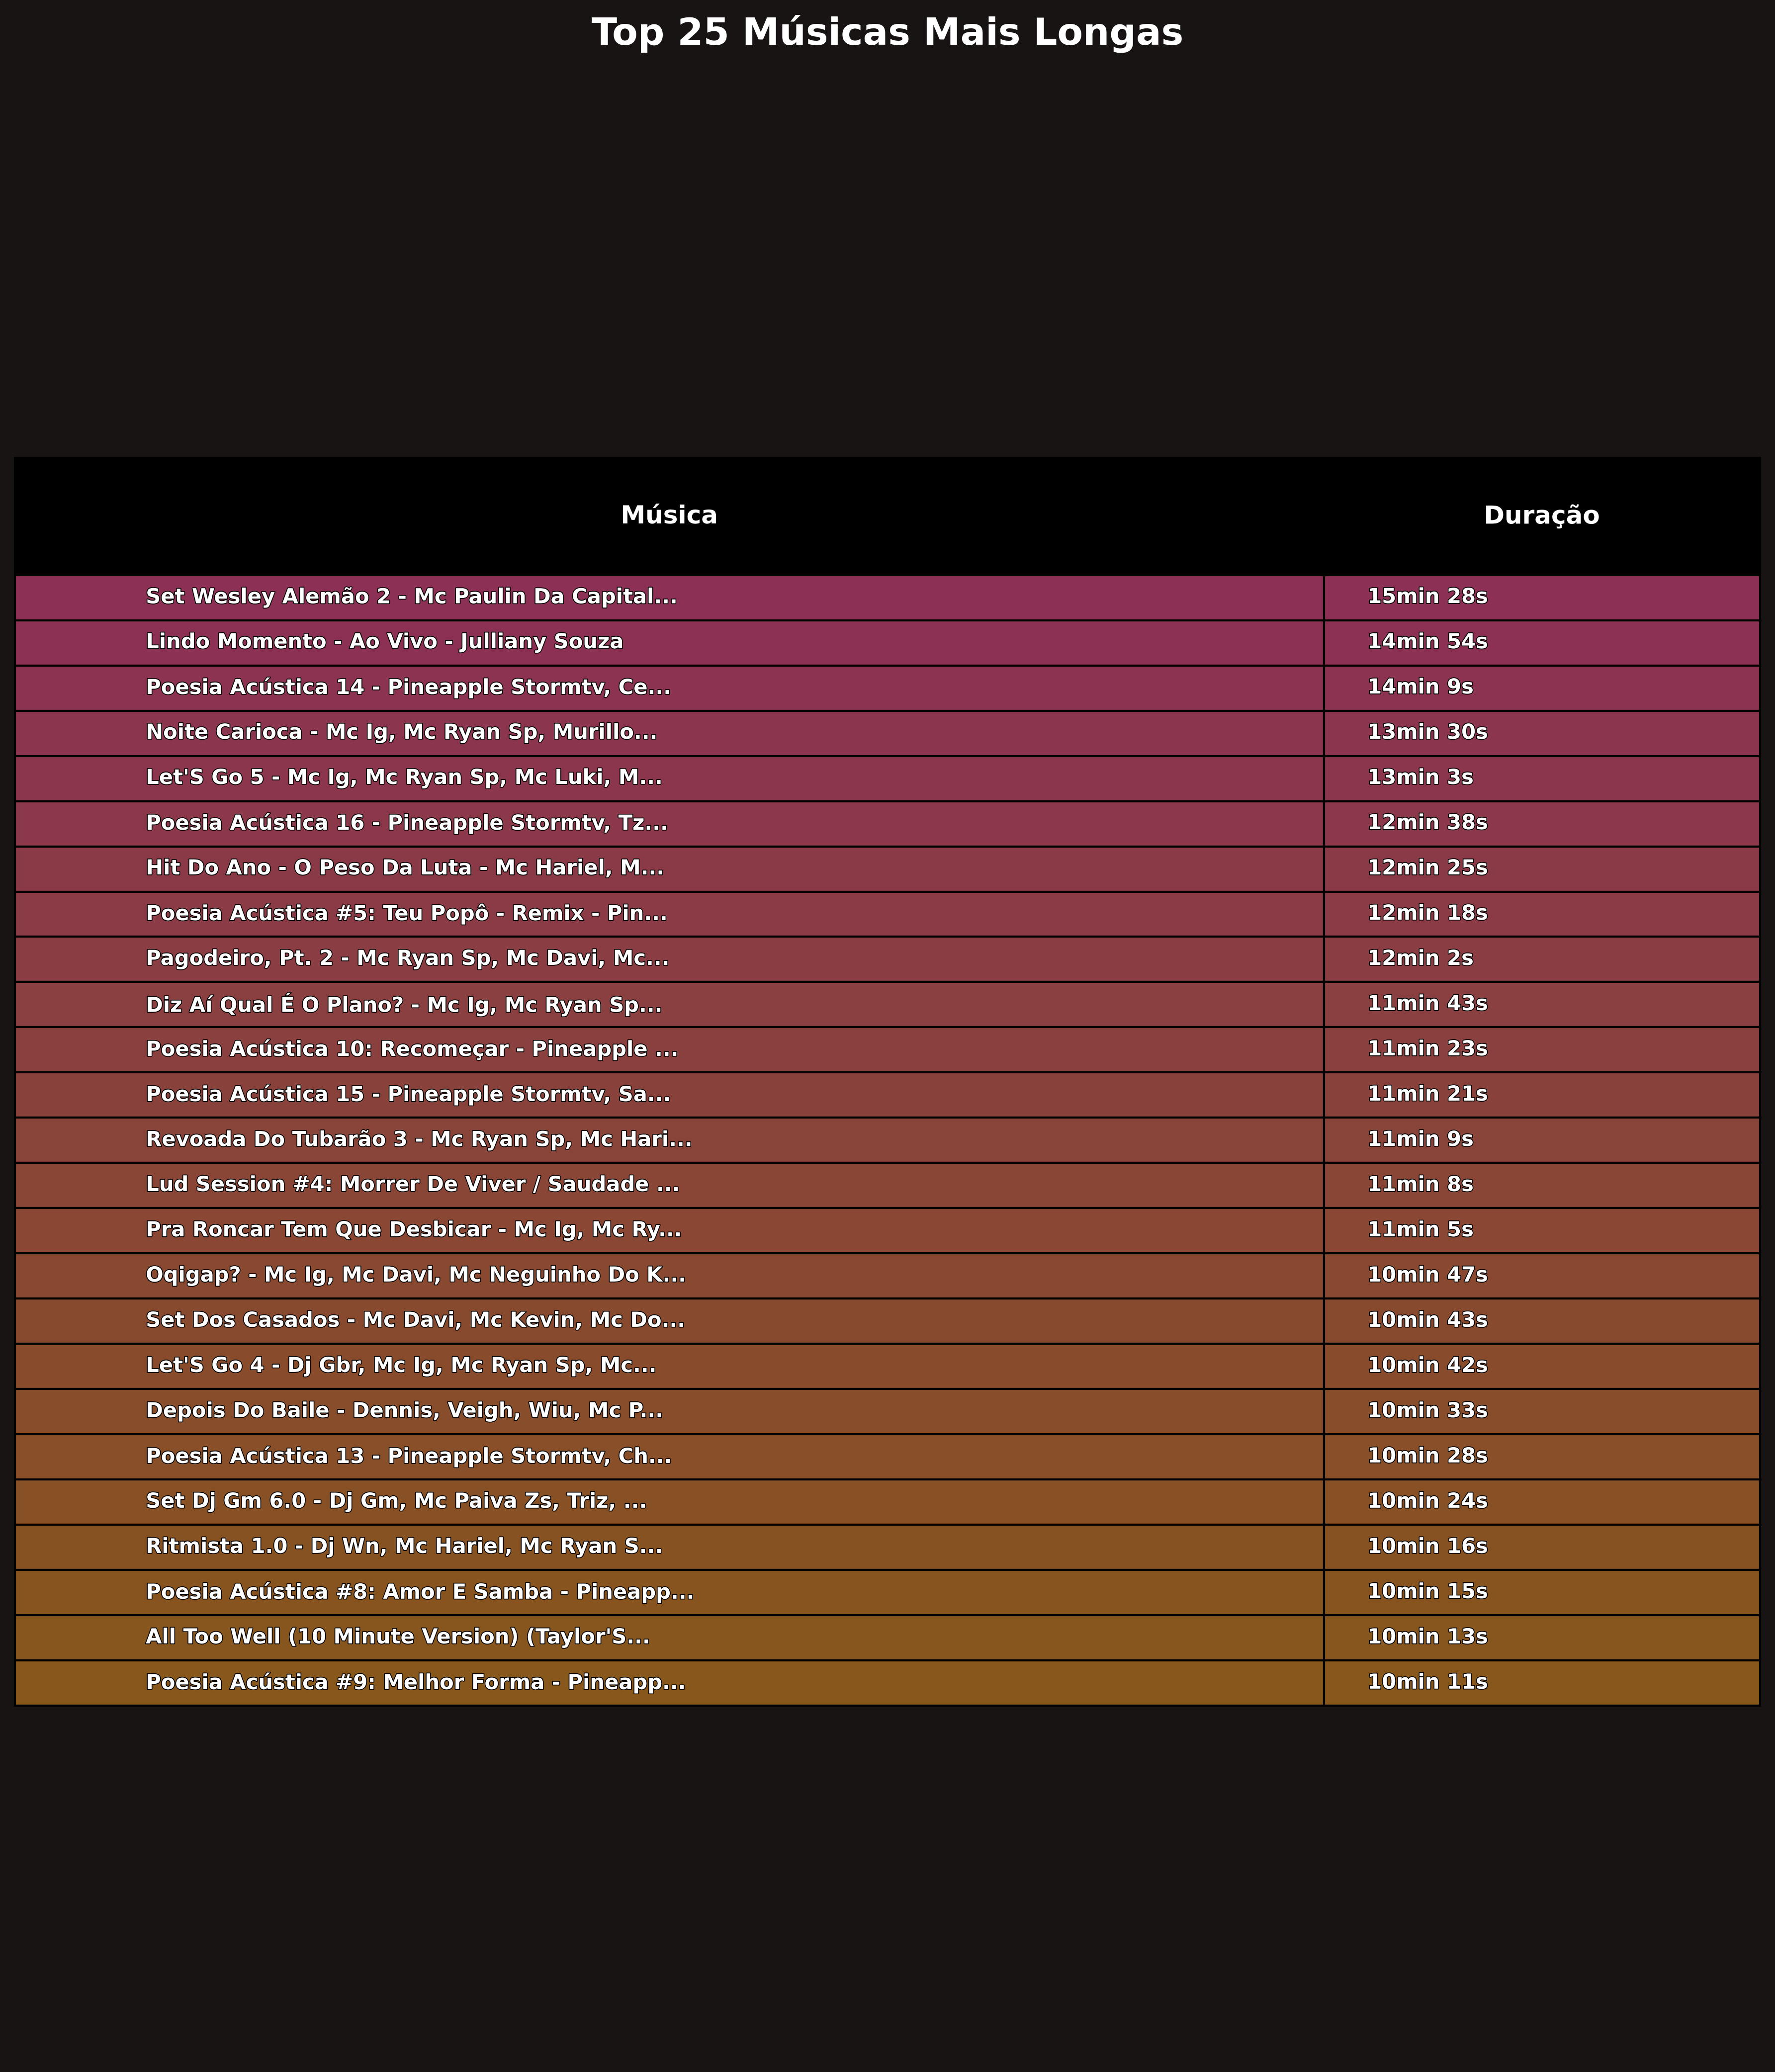 Top 25 Músicas Mais Longas
Música Duração
Set Wesley Alemão 2 - Mc Paulin Da Capital... 15min 28s
Lindo Momento - Ao Vivo - Julliany Souza 14min 54s
Poesia Acústica 14 - Pineapple Stormtv, Ce... 14min 9s
Noite Carioca - Mc Ig, Mc Ryan Sp, Murillo... 13min 30s
Let'S Go 5 - Mc Ig, Mc Ryan Sp, Mc Luki, M... 13min 3s
Poesia Acústica 16 - Pineapple Stormtv, Tz... 12min 38s
Hit Do Ano - O Peso Da Luta - Mc Hariel, M... 12min 25s
Poesia Acústica #5: Teu Popô - Remix - Pin... 12min 18s
Pagodeiro, Pt. 2 - Mc Ryan Sp, Mc Davi, Mc... 12min 2s
Diz Aí Qual É O Plano? - Mc Ig, Mc Ryan Sp... 11min 43s
Poesia Acústica 10: Recomeçar - Pineapple ... 11min 23s
Poesia Acústica 15 - Pineapple Stormtv, Sa... 11min 21s
Revoada Do Tubarão 3 - Mc Ryan Sp, Mc Hari... 11min 9s
Lud Session #4: Morrer De Viver / Saudade ... 11min 8s
Pra Roncar Tem Que Desbicar - Mc Ig, Mc Ry... 11min 5s
Oqigap? - Mc Ig, Mc Davi, Mc Neguinho Do K... 10min 47s
Set Dos Casados - Mc Davi, Mc Kevin, Mc Do... 10min 43s
Let'S Go 4 - Dj Gbr, Mc Ig, Mc Ryan Sp, Mc... 10min 42s
Depois Do Baile - Dennis, Veigh, Wiu, Mc P... 10min 33s
Poesia Acústica 13 - Pineapple Stormtv, Ch... 10min 28s
Set Dj Gm 6.0 - Dj Gm, Mc Paiva Zs, Triz, ... 10min 24s
Ritmista 1.0 - Dj Wn, Mc Hariel, Mc Ryan S... 10min 16s
Poesia Acústica #8: Amor E Samba - Pineapp... 10min 15s
All Too Well (10 Minute Version) (Taylor'S... 10min 13s
Poesia Acústica #9: Melhor Forma - Pineapp... 10min 11s